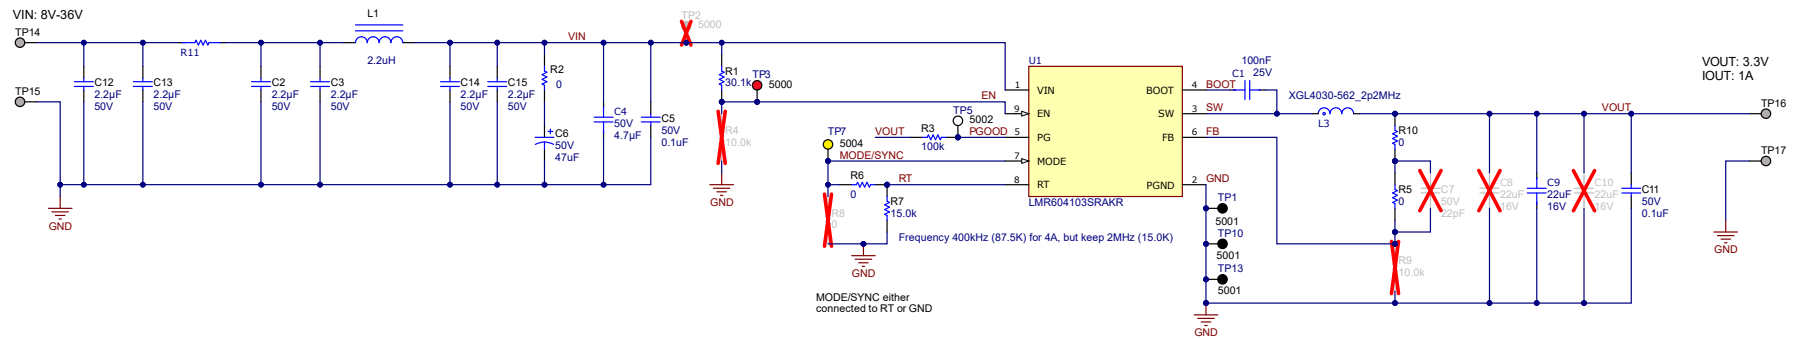 VIN: 8V-36V
TP14
TP15
GND
C12
2.2µF
50V
C13
2.2µF
50V
R11
C2
2.2µF
50V
C3
2.2µF
50V
L1
2.2uH
C14
2.2µF
50V
C15
2.2µF
50V
R2
0
C6
50V
47uF
+
VIN
C4
50V
4.7µF
C5
50V
0.1uF
TP2
5000
R1
30.1k
TP3
5000
EN
R4
10.0k
GND
TP7
5004
VOUT
R3
100k
TP5
5002
PGOOD
MODE/SYNC
R6
0
RT
R7
15.0k
R8
0
GND
Frequency 400kHz (87.5K) for 4A, but keep 2MHz (15.0K)
MODE/SYNC either
connected to RT or GND
U1
1
VIN
9
EN
5
PG
7
MODE
8
RT
BOOT
4
SW
3
FB
6
PGND
2
LMR604103SRAKR
BOOT
SW
FB
GND
100nF
C1
25V
TP1
5001
TP10
5001
TP13
5001
GND
XGL4030-562_2p2MHz
L3
R10
0
R5
0
C7
50V
22pF
R9
10.0k
C8
22uF
16V
C9
22uF
16V
C10
22uF
16V
C11
50V
0.1uF
VOUT
VOUT: 3.3V
IOUT: 1A
TP16
TP17
GND